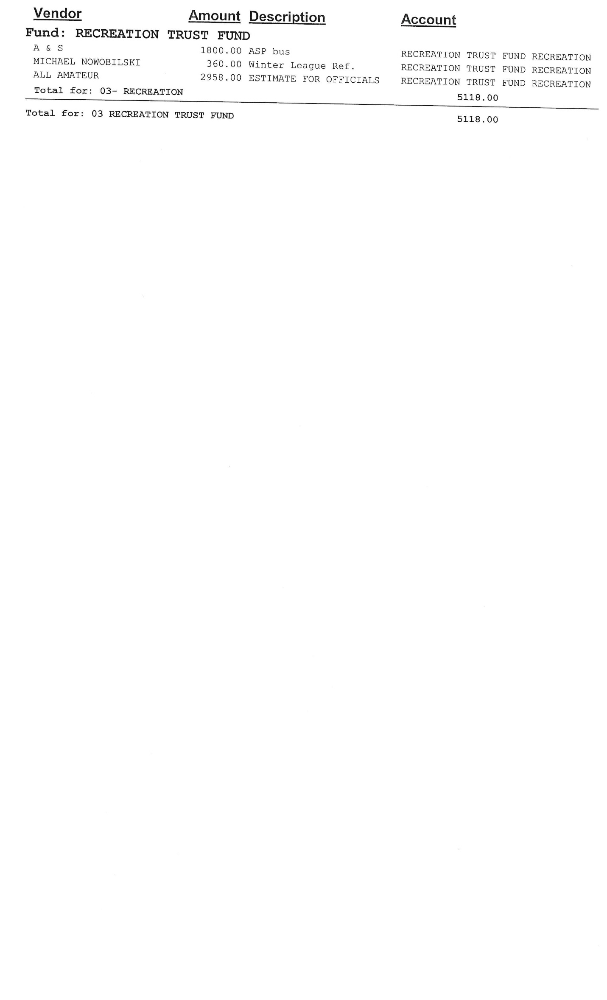 Vendor Amount Description Account
Fund: RECREATION TRUST FUND
A & S 1800.00 ASP bus RECREATION TRUST FUND RECREATION
MICHAEL NOWOBILSKI 360.00 Winter League Ref. RECREATION TRUST FUND RECREATION
ALL AMATEUR 2958.00 ESTIMATE FOR OFFICIALS RECREATION TRUST FUND RECREATION
Total for: 03- RECREATION 5118.00
Total for: 03 RECREATION TRUST FUND 5118.00